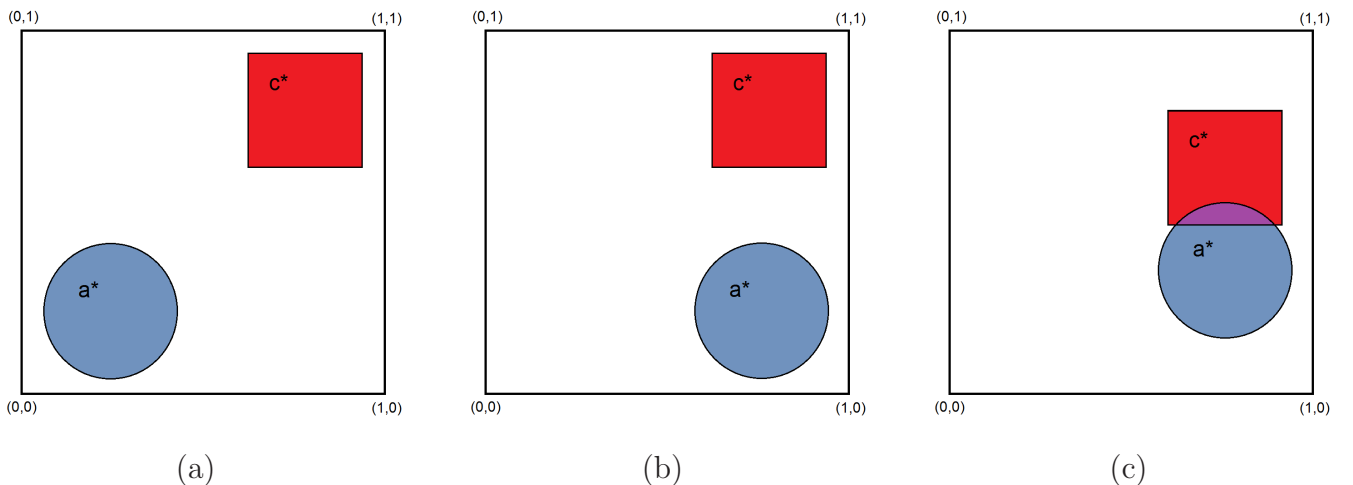 (0,1) (1,1) (0,1) (1,1) (0,1) (1,1)
c* c* c*
a* a* a*
(0,0) (1,0) (0,0) (1,0) (0,0) (1,0)
(a) (b) (c)